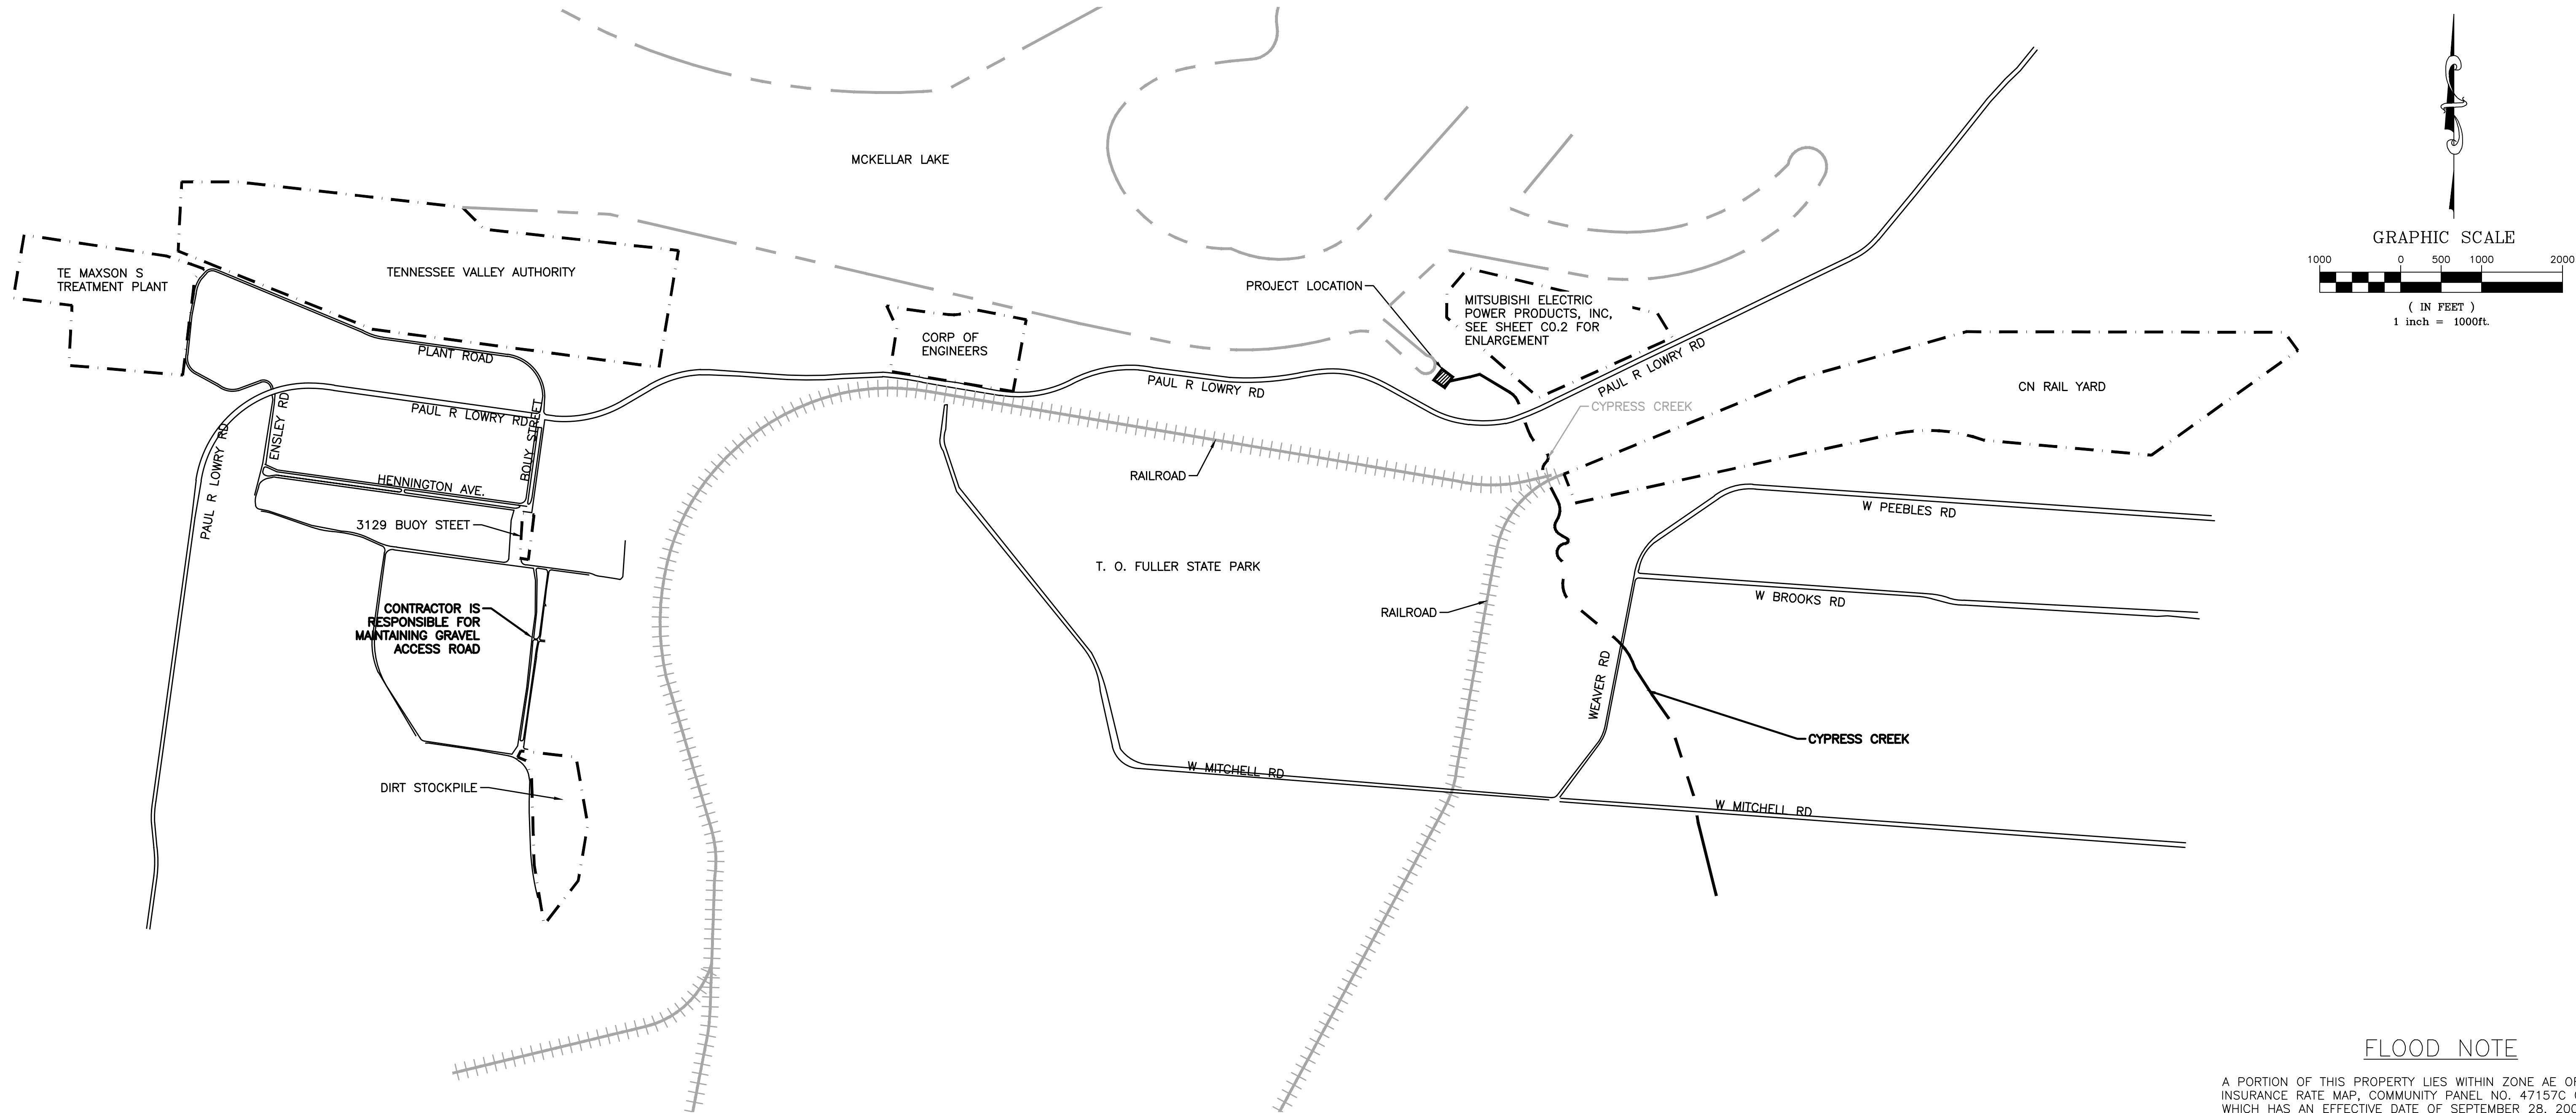 MCKELLAR LAKE
GRAPHIC SCALE
1000 0 500 1000 2000
( IN FEET )
1 inch = 1000ft.
TE MAXSON S
TREATMENT PLANT
TENNESSEE VALLEY AUTHORITY
PROJECT LOCATION
MITSUBISHI ELECTRIC
POWER PRODUCTS, INC,
SEE SHEET C0.2 FOR
ENLARGEMENT
CORP OF
ENGINEERS
PLANT ROAD
PAUL R LOWRY RD
PAUL R LOWRY RD
CN RAIL YARD
PAUL R LOWRY RD
CYPRESS CREEK
ENSLEY RD
BOUY STREET
PAUL R LOWRY RD
RAILROAD
HENNINGTON AVE.
W PEEBLES RD
3129 BUOY STEET
T. O. FULLER STATE PARK
W BROOKS RD
CONTRACTOR IS
RESPONSIBLE FOR
MAINTAINING GRAVEL
ACCESS ROAD
RAILROAD
WEAVER RD
CYPRESS CREEK
W MITCHELL RD
DIRT STOCKPILE
W MITCHELL RD
FLOOD NOTE
A PORTION OF THIS PROPERTY LIES WITHIN ZONE AE
INSURANCE RATE MAP, COMMUNITY PANEL NO. 47157C
WHICH HAS AN EFFECTIVE DATE OF SEPTEMBER 28,